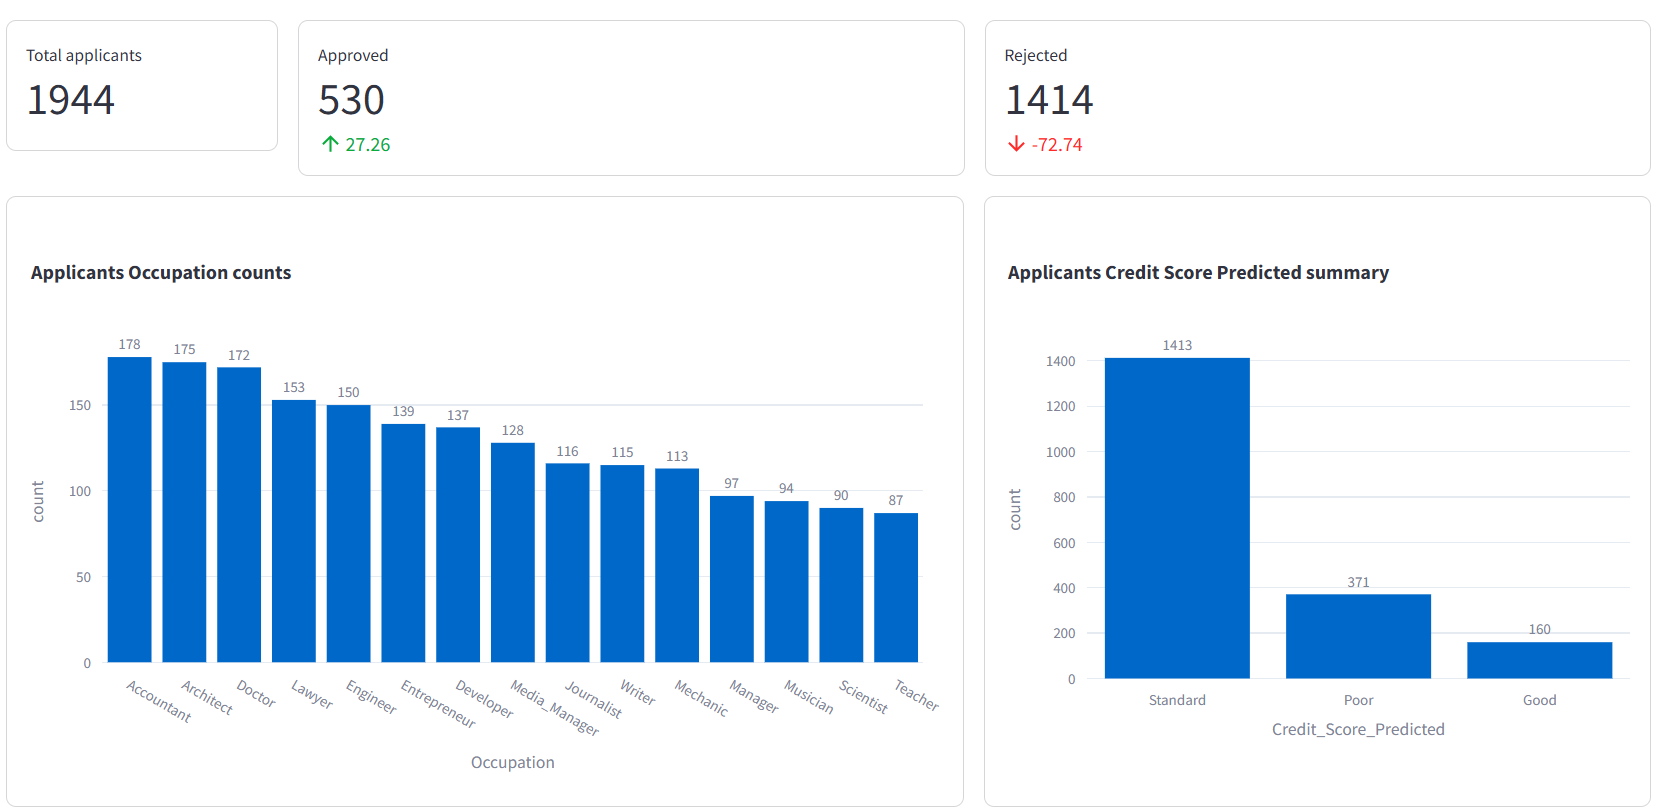 Total applicants
1944
Approved
530
↑ 27.26
Rejected
1414
↓ -72.74
Applicants Occupation counts
178
175
172
153
150
139
137
128
116
115
113
97
94
90
87
150
100
50
0
count
Accountant
Architect
Doctor
Lawyer
Engineer
Entrepreneur
Developer
Media_Manager
Journalist
Writer
Mechanic
Manager
Musician
Scientist
Teacher
Occupation
Applicants Credit Score Predicted summary
1413
371
160
1400
1200
1000
800
600
400
200
0
count
Standard
Poor
Good
Credit_Score_Predicted